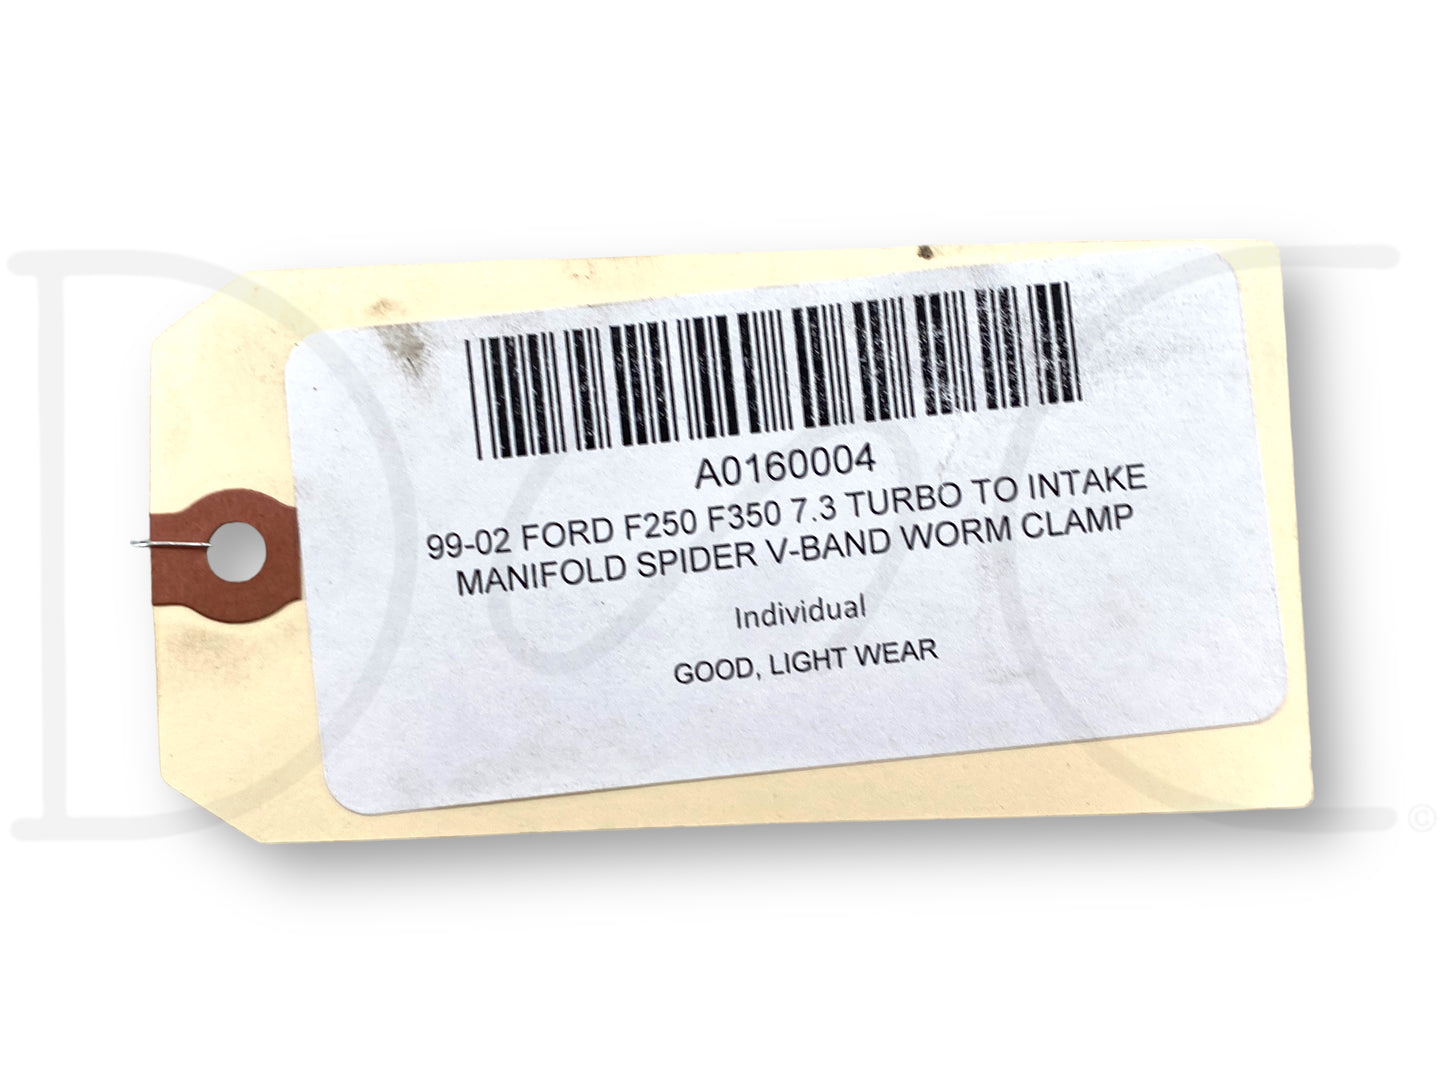 A0160004
99-02 FORD F250 F350 7.3 TURBO TO INTAKE
MANIFOLD SPIDER V-BAND WORM CLAMP
Individual
GOOD, LIGHT WEAR
©